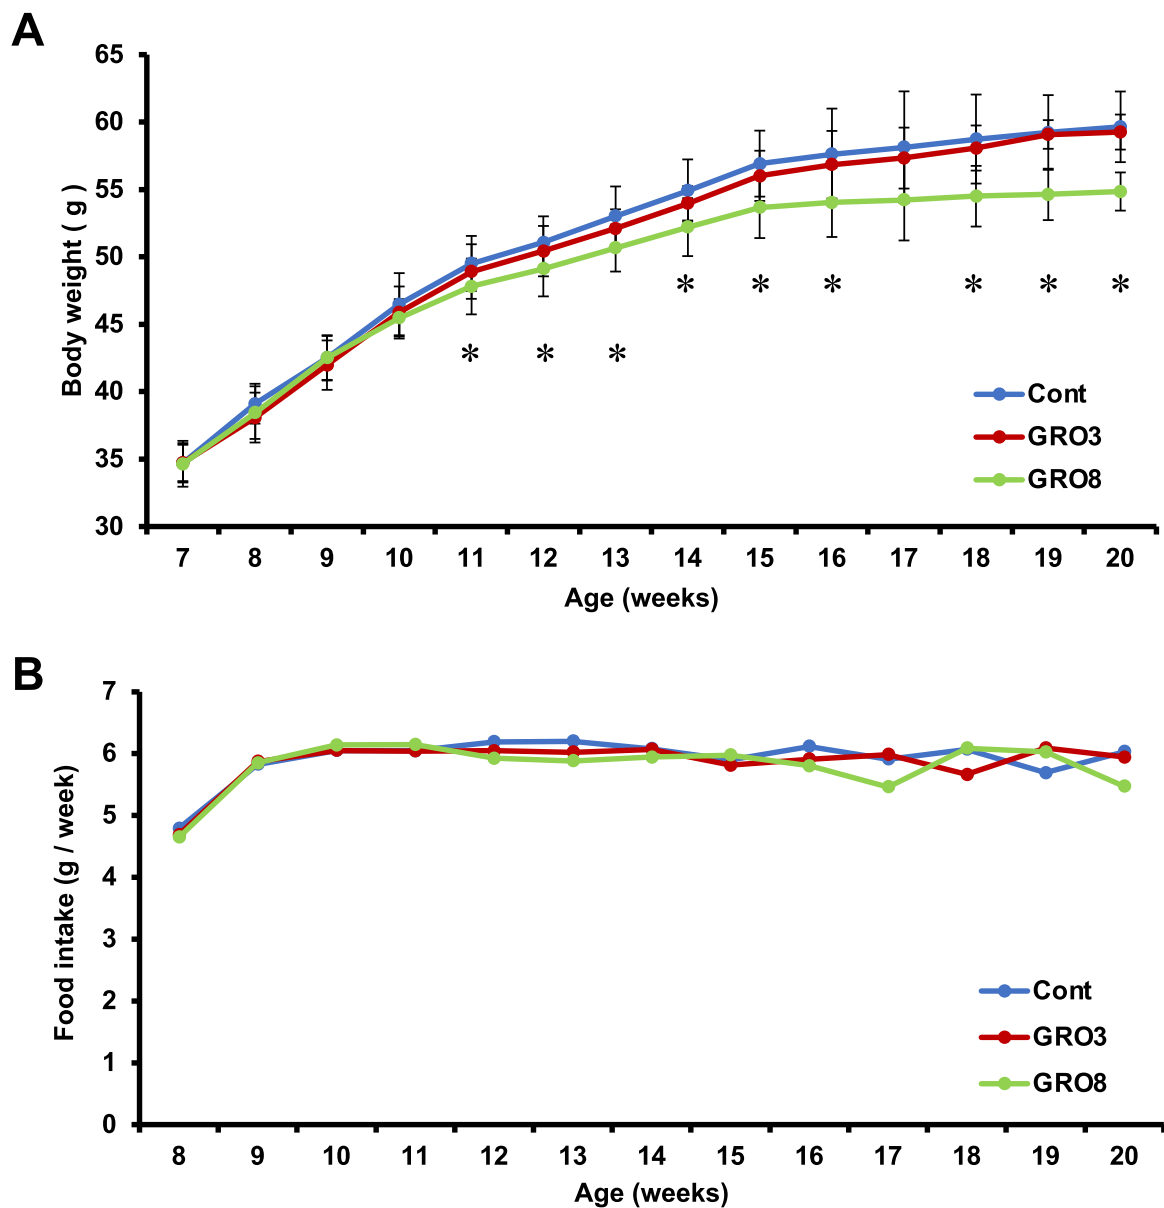 A
65
60
55
50
45
40
35
30
Body weight ( g )
* * * * * *
* * *
Cont
GRO3
GRO8
7 8 9 10 11 12 13 14 15 16 17 18 19 20
Age (weeks)
B
7
6
5
4
3
2
1
0
Food intake (g / week)
Cont
GRO3
GRO8
8 9 10 11 12 13 14 15 16 17 18 19 20
Age (weeks)